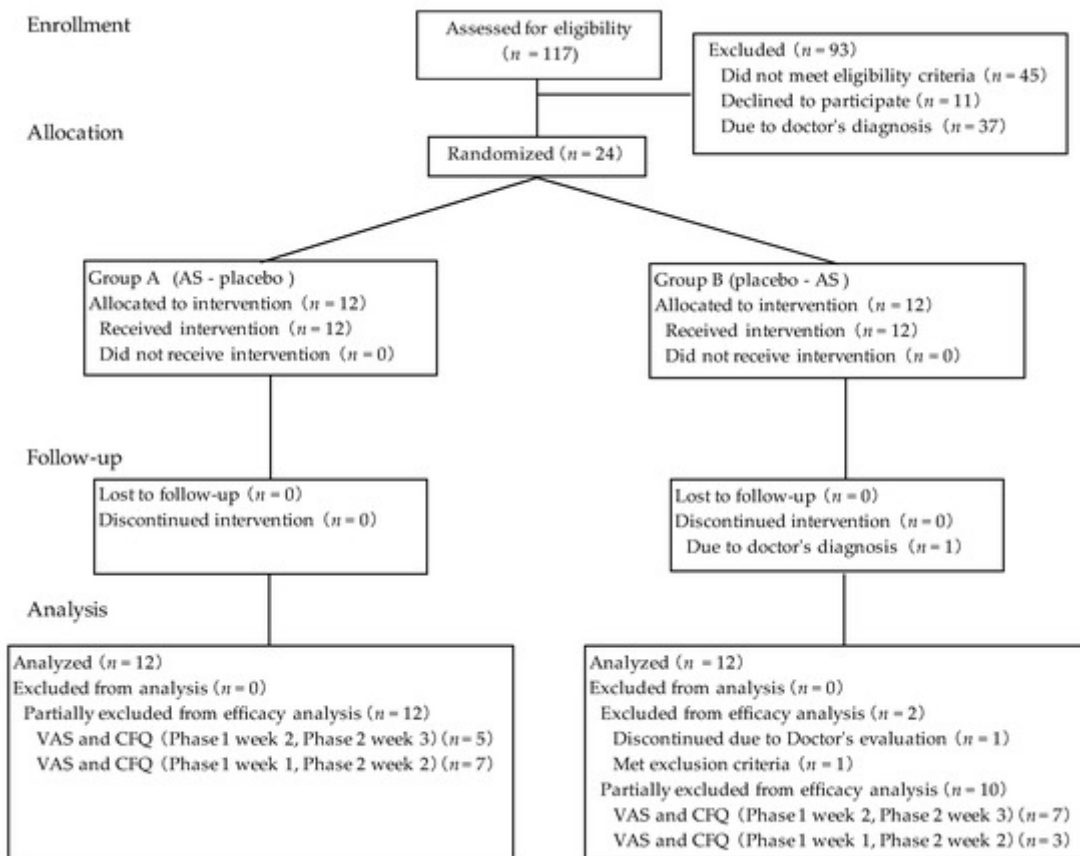 Enrollment
Assessed for eligibility
(n = 117)
Excluded (n = 93)
Did not meet eligibility criteria (n = 45)
Declined to participate (n = 11)
Due to doctor's diagnosis (n = 37)
Allocation
Randomized (n = 24)
Group A (AS - placebo )
Allocated to intervention (n = 12)
Received intervention (n = 12)
Did not receive intervention (n = 0)
Group B (placebo - AS )
Allocated to intervention (n = 12)
Received intervention (n = 12)
Did not receive intervention (n = 0)
Follow-up
Lost to follow-up (n = 0)
Discontinued intervention (n = 0)
Lost to follow-up (n = 0)
Discontinued intervention (n = 0)
Due to doctor's diagnosis (n = 1)
Analysis
Analyzed (n = 12)
Excluded from analysis (n = 0)
Partially excluded from efficacy analysis (n = 12)
VAS and CFQ (Phase 1 week 2, Phase 2 week 3) (n = 5)
VAS and CFQ (Phase 1 week 1, Phase 2 week 2) (n = 7)
Analyzed (n = 12)
Excluded from analysis (n = 0)
Excluded from efficacy analysis (n = 2)
Discontinued due to Doctor's evaluation (n = 1)
Met exclusion criteria (n = 1)
Partially excluded from efficacy analysis (n = 10)
VAS and CFQ (Phase 1 week 2, Phase 2 week 3) (n = 7)
VAS and CFQ (Phase 1 week 1, Phase 2 week 2) (n = 3)